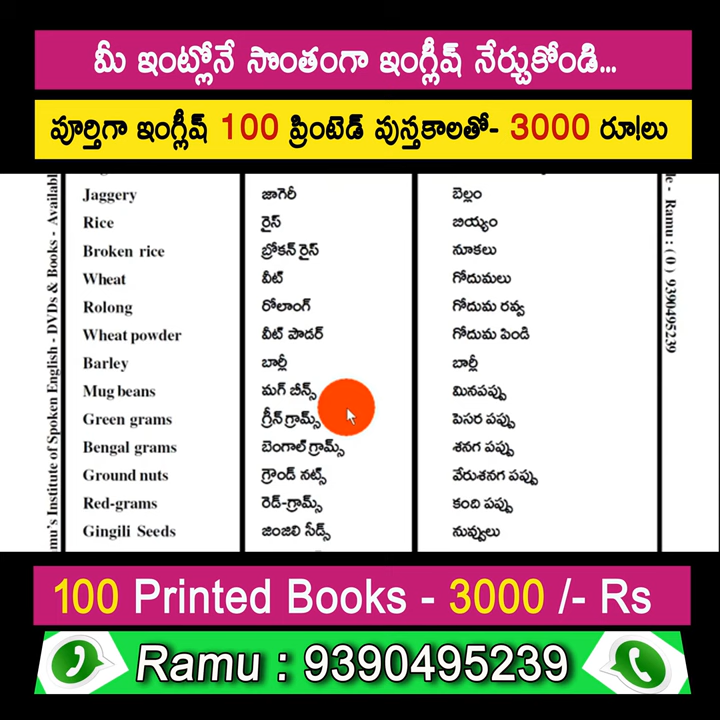 మీ ఇంట్లోనే సొంతంగా ఇంగ్లీష్ నేర్చుకోండి...
పూర్తిగా ఇంగ్లీష్ 100 ప్రింటెడ్ పుస్తకాలతో- 3000 రూ!లు
Jaggery జాగెరీ బెల్లం
Rice రైస్ బియ్యం
Broken rice బ్రోకన్ రైస్ నూకలు
Wheat వీట్ గోదుమలు
Rolong రోలాంగ్ గోదుమ రవ్వ
Wheat powder వీట్ పౌడర్ గోదుమ పిండి
Barley బార్లీ బార్లీ
Mug beans మగ్ బీన్స్ మినపప్పు
Green grams గ్రీన్ గ్రామ్స్ పెసర పప్పు
Bengal grams బెంగాల్ గ్రామ్స్ శనగ పప్పు
Ground nuts గ్రౌండ్ నట్స్ వేరుశనగ పప్పు
Red-grams రెడ్-గ్రామ్స్ కంది పప్పు
Gingili Seeds జింజిలి సీడ్స్ నువ్వులు
mu's Institute of Spoken English - DVDs & Books - Availabl
le - Ramu : ( 0 ) 9390495239
100 Printed Books - 3000 /- Rs
Ramu : 9390495239